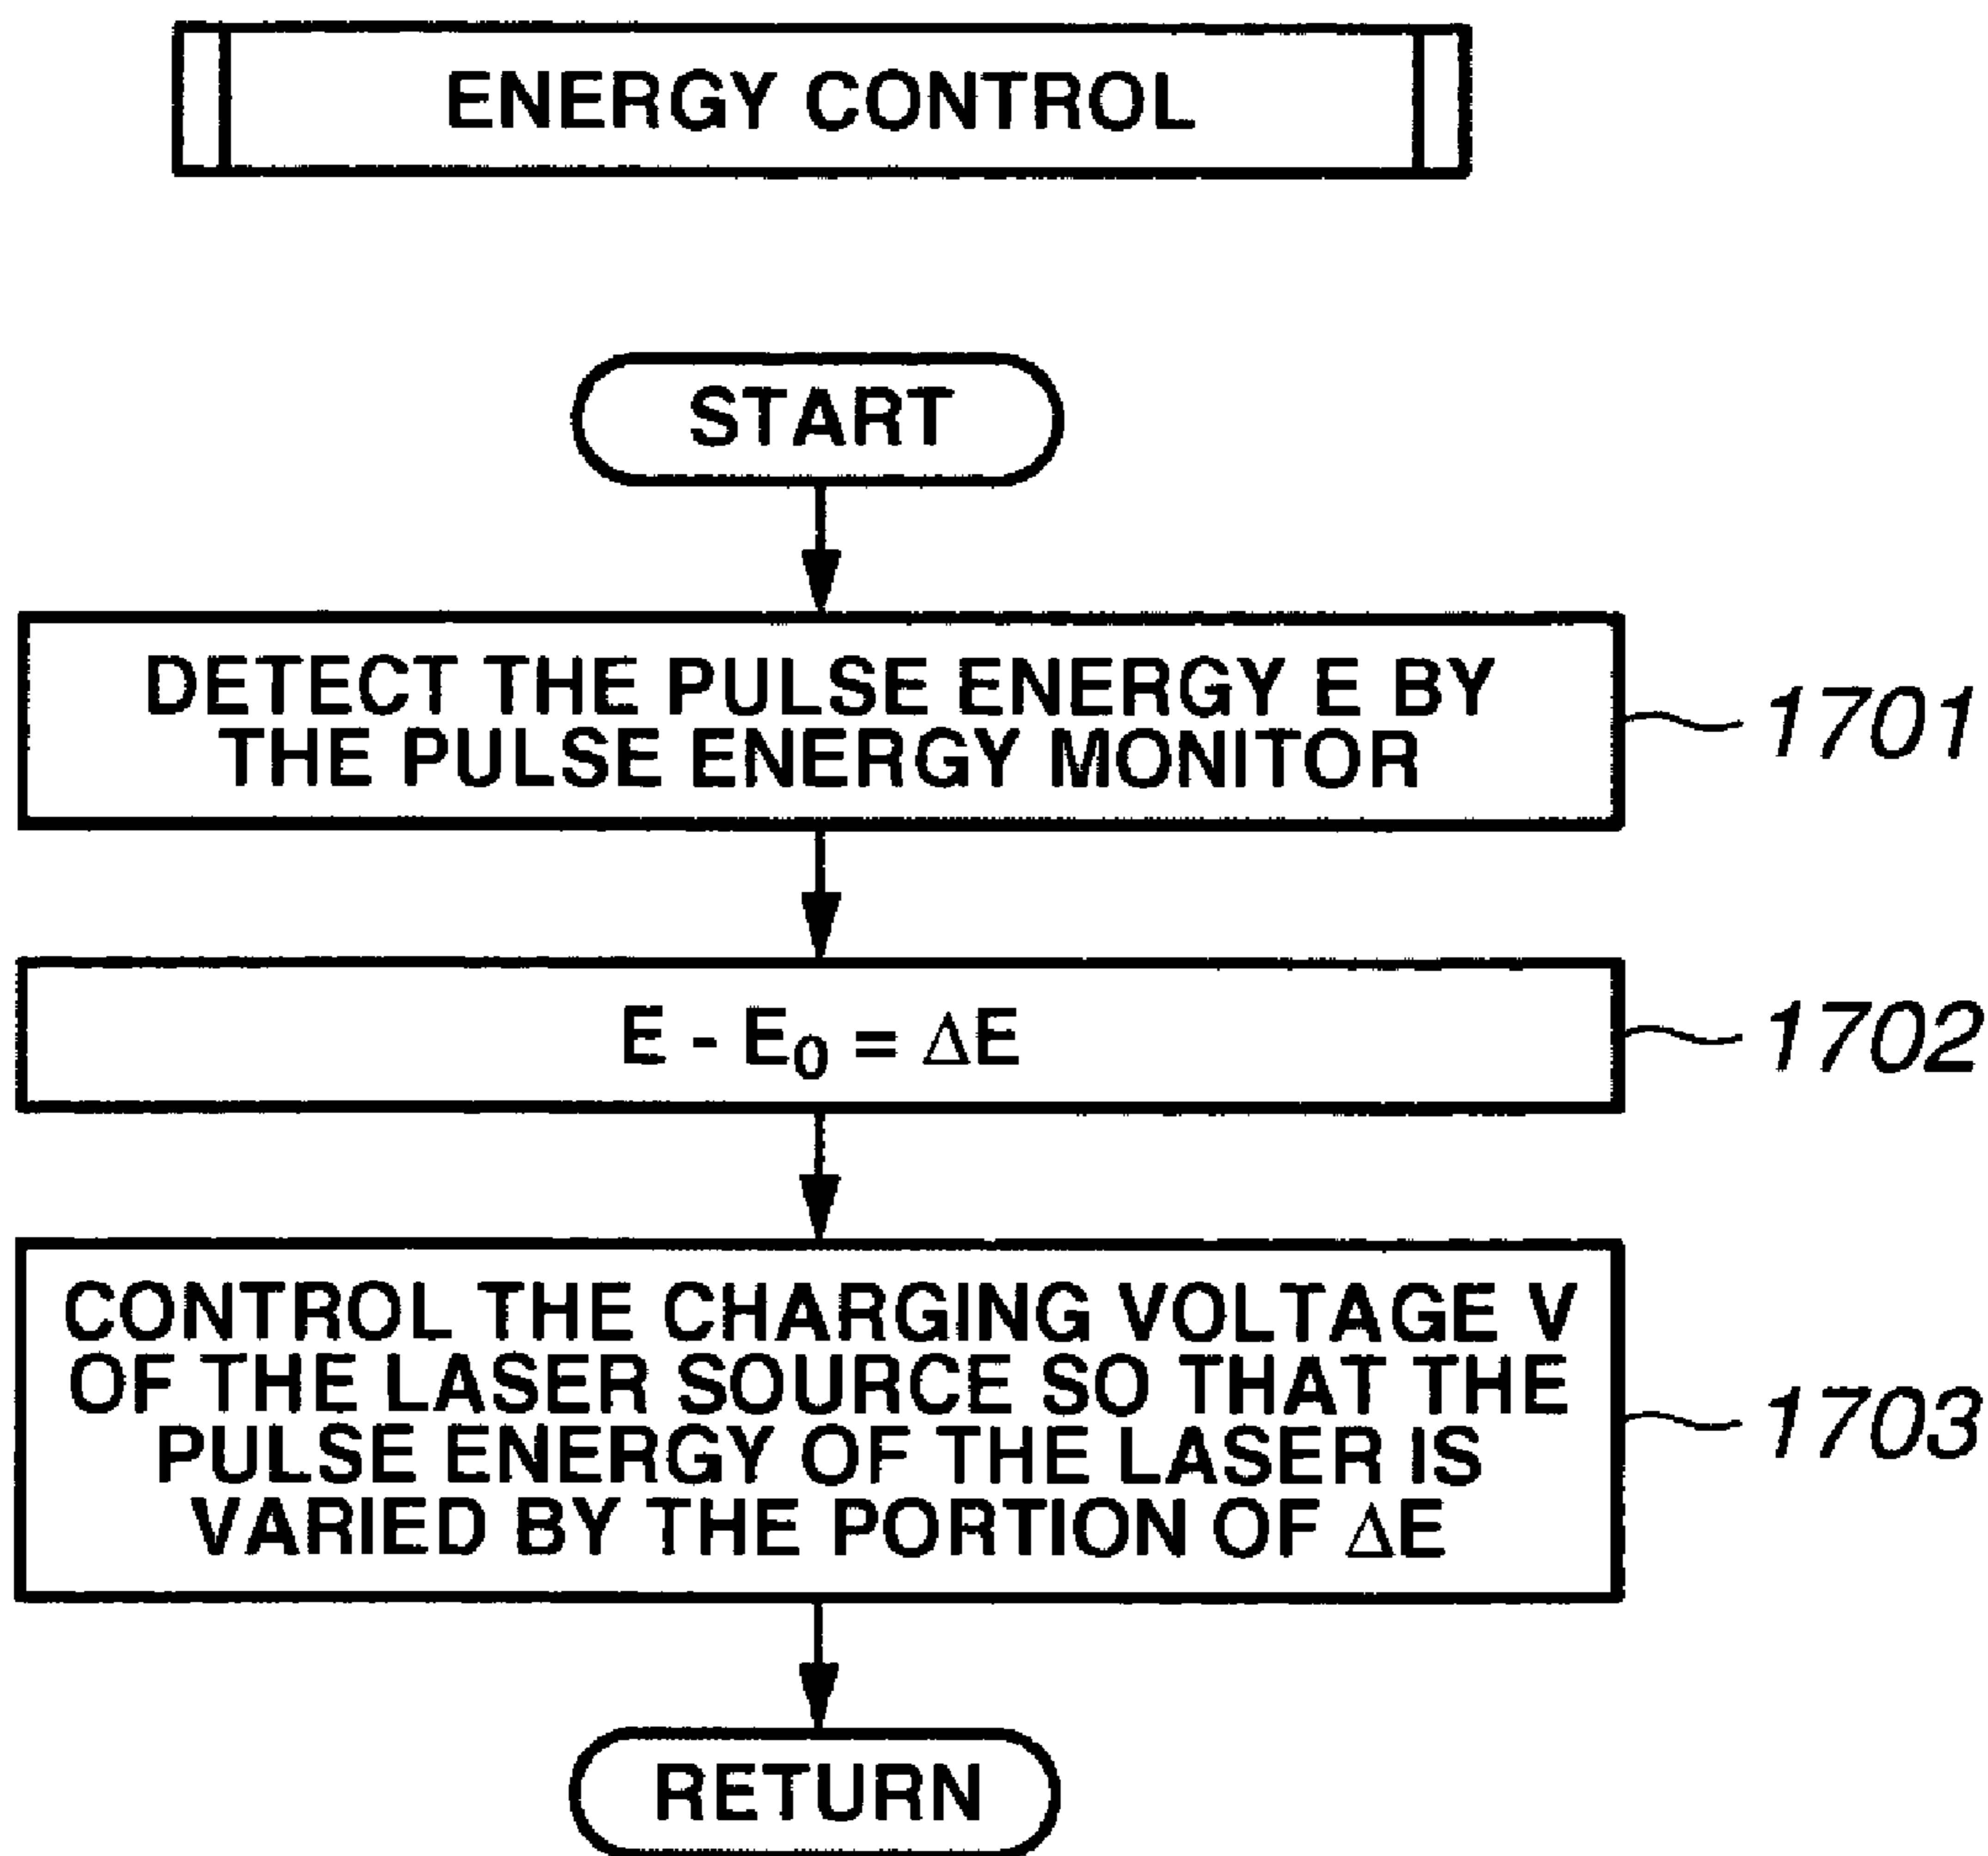 ENERGY CONTROL
START
DETECT THE PULSE ENERGY E BY
THE PULSE ENERGY MONITOR
1701
E - E₀ = ΔE
1702
CONTROL THE CHARGING VOLTAGE V
OF THE LASER SOURCE SO THAT THE
PULSE ENERGY OF THE LASER IS
VARIED BY THE PORTION OF ΔE
1703
RETURN